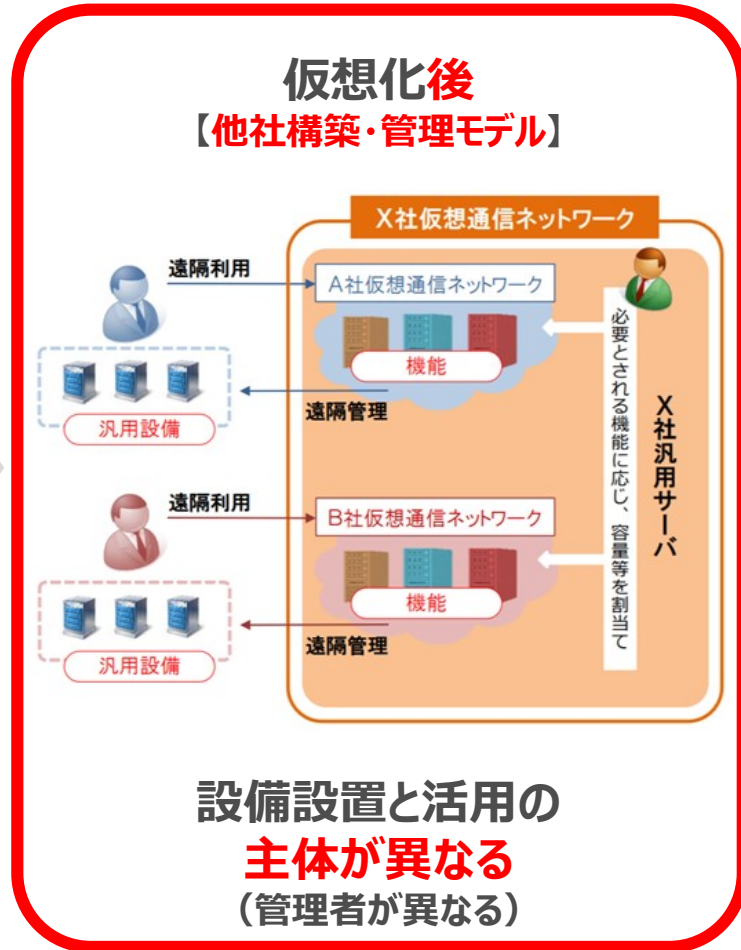 仮想化後
【他社構築・管理モデル】
X社仮想通信ネットワーク
遠隔利用
A社仮想通信ネットワーク
機能
汎用設備
遠隔管理
遠隔利用
B社仮想通信ネットワーク
機能
汎用設備
遠隔管理
必要とされる機能に応じ、容量等を割当て
X社汎用サーバ
設備設置と活用の
主体が異なる
（管理者が異なる）